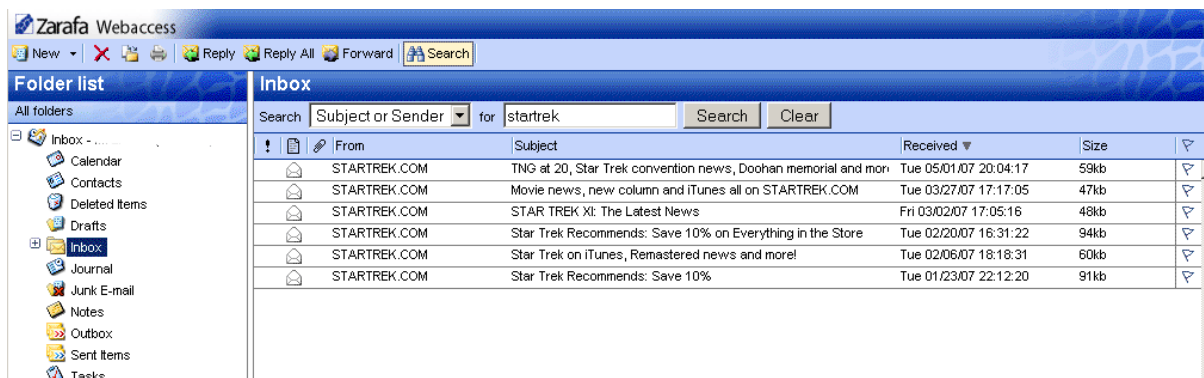 Zarafa Webaccess
New Reply Reply All Forward Search
Folder list Inbox
All folders
Search Subject or Sender for startrek Search Clear
Inbox -
Calendar
Contacts
Deleted Items
Drafts
Inbox
Journal
Junk E-mail
Notes
Outbox
Sent Items
Tasks
! From Subject Received Size
STARTREK.COM TNG at 20, Star Trek convention news, Doohan memorial and mor Tue 05/01/07 20:04:17 59kb
STARTREK.COM Movie news, new column and iTunes all on STARTREK.COM Tue 03/27/07 17:17:05 47kb
STARTREK.COM STAR TREK XI: The Latest News Fri 03/02/07 17:05:16 48kb
STARTREK.COM Star Trek Recommends: Save 10% on Everything in the Store Tue 02/20/07 16:31:22 94kb
STARTREK.COM Star Trek on iTunes, Remastered news and more! Tue 02/06/07 18:18:31 60kb
STARTREK.COM Star Trek Recommends: Save 10% Tue 01/23/07 22:12:20 91kb